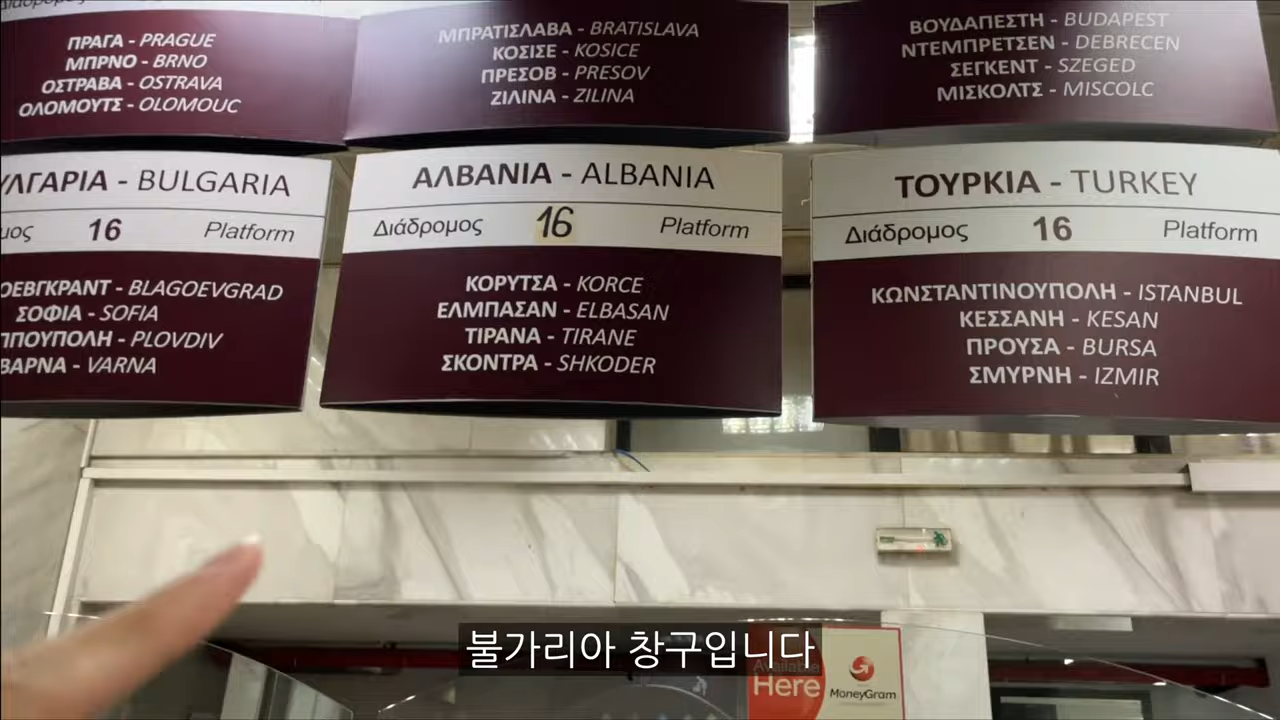 ΠΡΑΓΑ - PRAGUE
ΜΠΡΝΟ - BRNO
ΟΣΤΡΑΒΑ - OSTRAVA
ΟΛΟΜΟΥΤΣ - OLOMOUC
ΜΠΡΑΤΙΣΛΑΒΑ - BRATISLAVA
ΚΟΣΙΣΕ - KOSICE
ΠΡΕΣΟΒ - PRESOV
ΖΙΛΙΝΑ - ZILINA
ΒΟΥΔΑΠΕΣΤΗ - BUDAPEST
ΝΤΕΜΠΡΕΤΣΕΝ - DEBRECEN
ΣΕΓΚΕΝΤ - SZEGED
ΜΙΣΚΟΛΤΣ - MISCOLC
ΥΛΓΑΡΙΑ - BULGARIA
μος 16 Platform
ΟΕΒΓΚΡΑΝΤ - BLAGOEVGRAD
ΣΟΦΙΑ - SOFIA
ΠΠΟΥΠΟΛΗ - PLOVDIV
ΒΑΡΝΑ - VARNA
ΑΛΒΑΝΙΑ - ALBANIA
Διάδρομος 16 Platform
ΚΟΡΥΤΣΑ - KORCE
ΕΛΜΠΑΣΑΝ - ELBASAN
ΤΙΡΑΝΑ - TIRANE
ΣΚΟΝΤΡΑ - SHKODER
ΤΟΥΡΚΙΑ - TURKEY
Διάδρομος 16 Platform
ΚΩΝΣΤΑΝΤΙΝΟΥΠΟΛΗ - ISTANBUL
ΚΕΣΣΑΝΗ - KESAN
ΠΡΟΥΣΑ - BURSA
ΣΜΥΡΝΗ - IZMIR
불가리아 창구입니다
Available
Here
MoneyGram